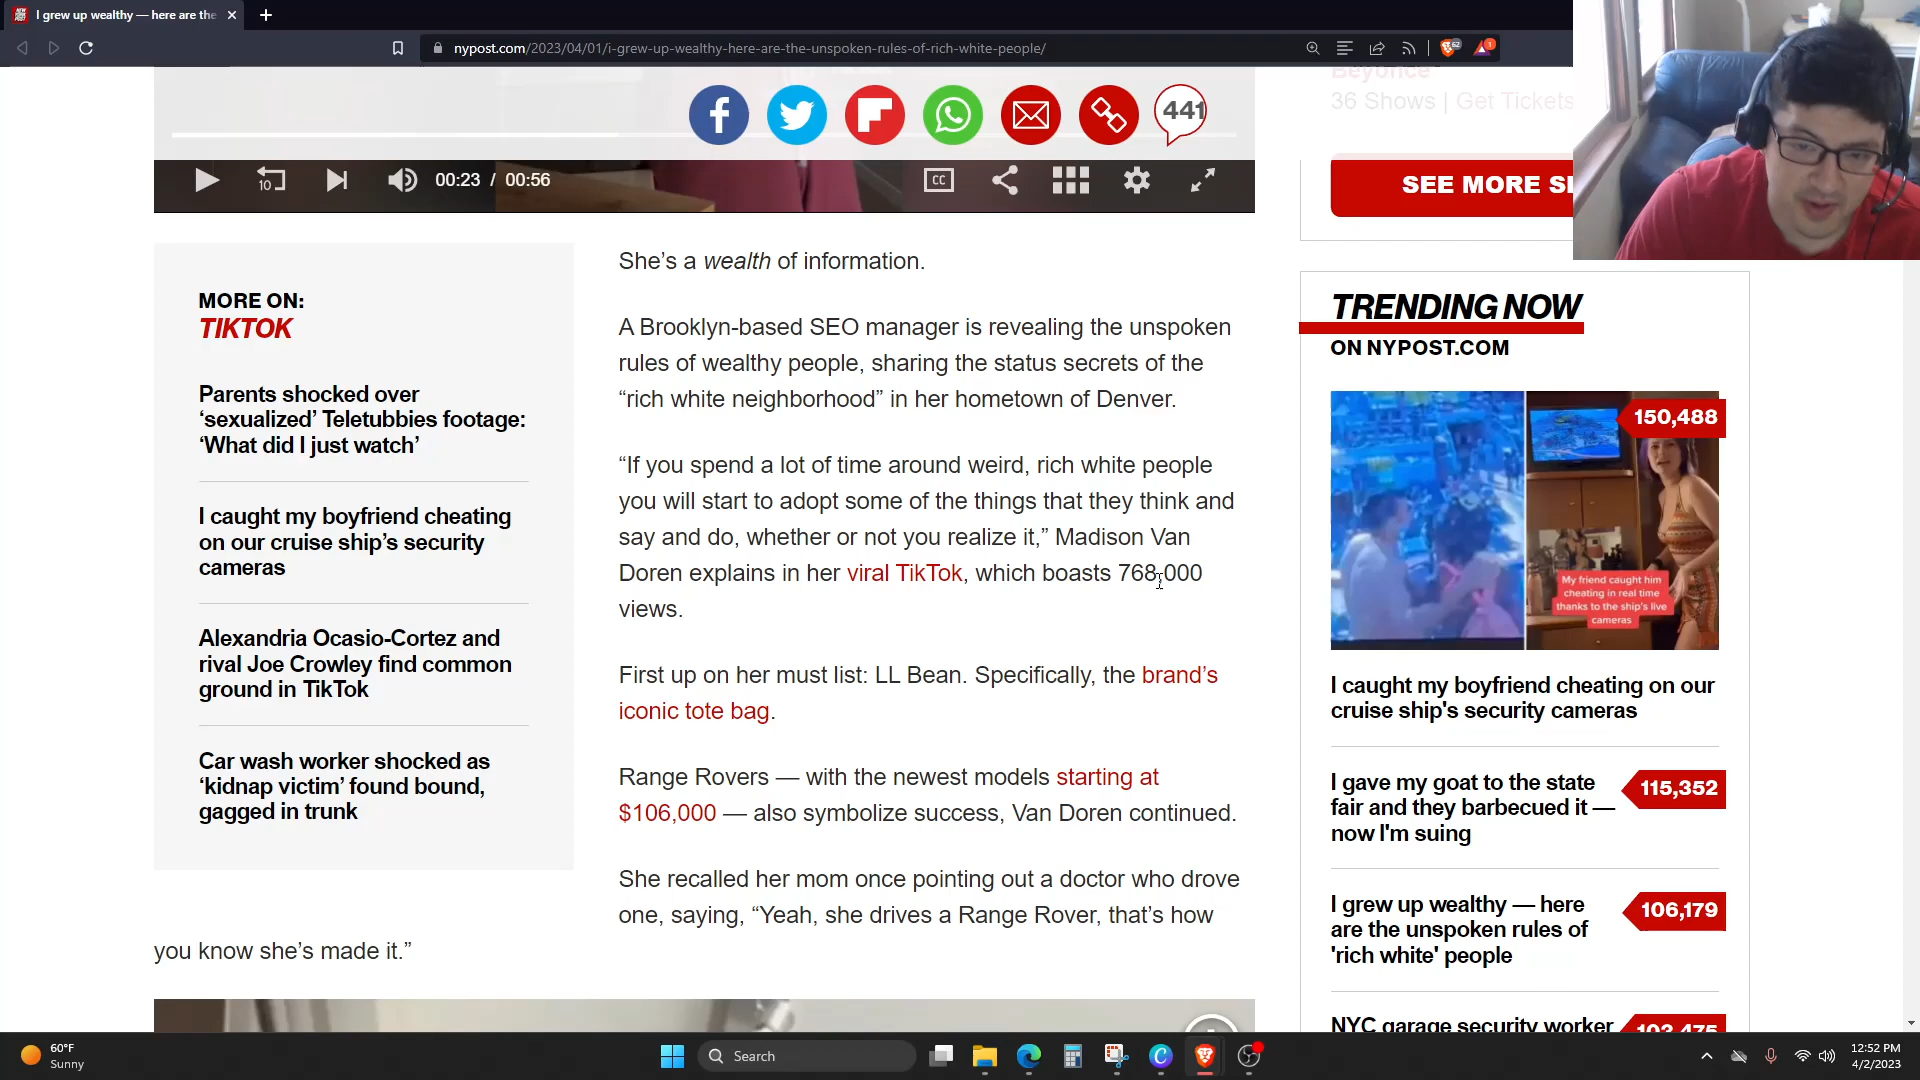 I grew up wealthy — here are the
nypost.com/2023/04/01/i-grew-up-wealthy-here-are-the-unspoken-rules-of-rich-white-people/
62
1
441
10
00:23 / 00:56
CC
Beyoncé
36 Shows | Get Tickets
SEE MORE S
MORE ON:
TIKTOK
Parents shocked over
‘sexualized’ Teletubbies footage:
‘What did I just watch’
I caught my boyfriend cheating
on our cruise ship’s security
cameras
Alexandria Ocasio-Cortez and
rival Joe Crowley find common
ground in TikTok
Car wash worker shocked as
‘kidnap victim’ found bound,
gagged in trunk
She’s a wealth of information.
A Brooklyn-based SEO manager is revealing the unspoken
rules of wealthy people, sharing the status secrets of the
“rich white neighborhood” in her hometown of Denver.
“If you spend a lot of time around weird, rich white people
you will start to adopt some of the things that they think and
say and do, whether or not you realize it,” Madison Van
Doren explains in her viral TikTok, which boasts 768,000
views.
First up on her must list: LL Bean. Specifically, the brand’s
iconic tote bag.
Range Rovers — with the newest models starting at
$106,000 — also symbolize success, Van Doren continued.
She recalled her mom once pointing out a doctor who drove
one, saying, “Yeah, she drives a Range Rover, that’s how
you know she’s made it.”
TRENDING NOW
ON NYPOST.COM
150,488
My friend caught him
cheating in real time
thanks to the ship's live
cameras
I caught my boyfriend cheating on our
cruise ship's security cameras
I gave my goat to the state
fair and they barbecued it —
now I'm suing
115,352
I grew up wealthy — here
are the unspoken rules of
'rich white' people
106,179
NYC garage security worker
103,475
60°F
Sunny
Search
12:52 PM
4/2/2023